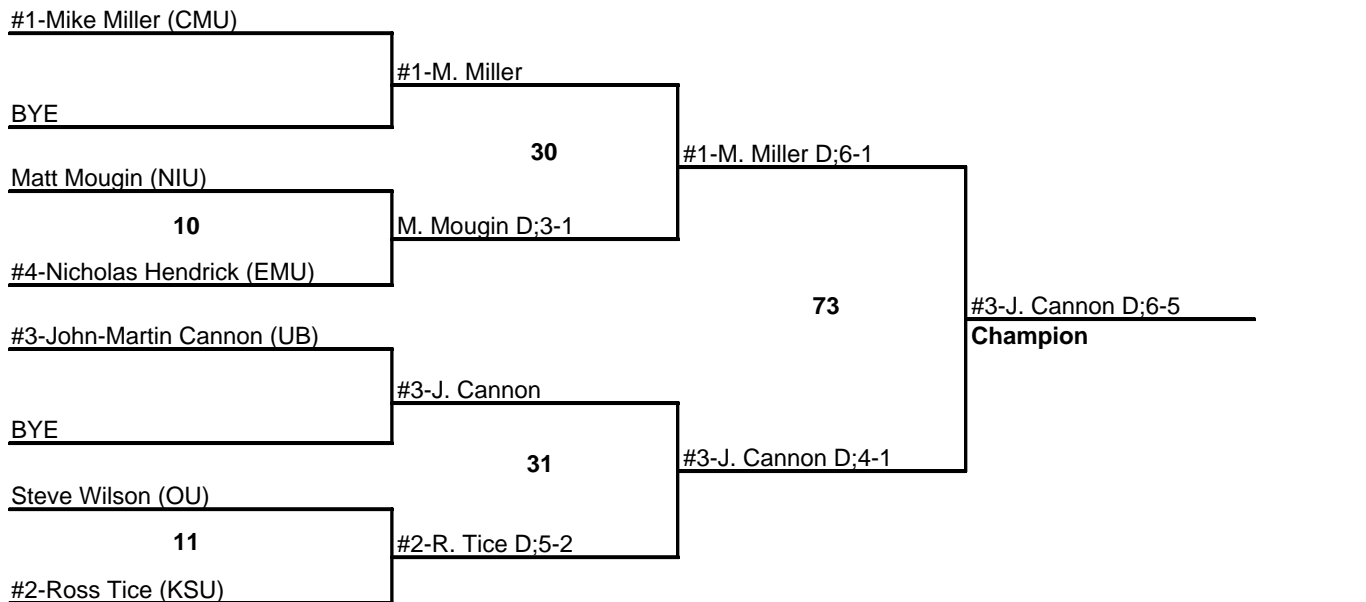 #1-Mike Miller (CMU)
#1-M. Miller
BYE
30
#1-M. Miller D;6-1
Matt Mougin (NIU)
10
M. Mougin D;3-1
#4-Nicholas Hendrick (EMU)
73
#3-J. Cannon D;6-5
Champion
#3-John-Martin Cannon (UB)
#3-J. Cannon
BYE
31
#3-J. Cannon D;4-1
Steve Wilson (OU)
11
#2-R. Tice D;5-2
#2-Ross Tice (KSU)